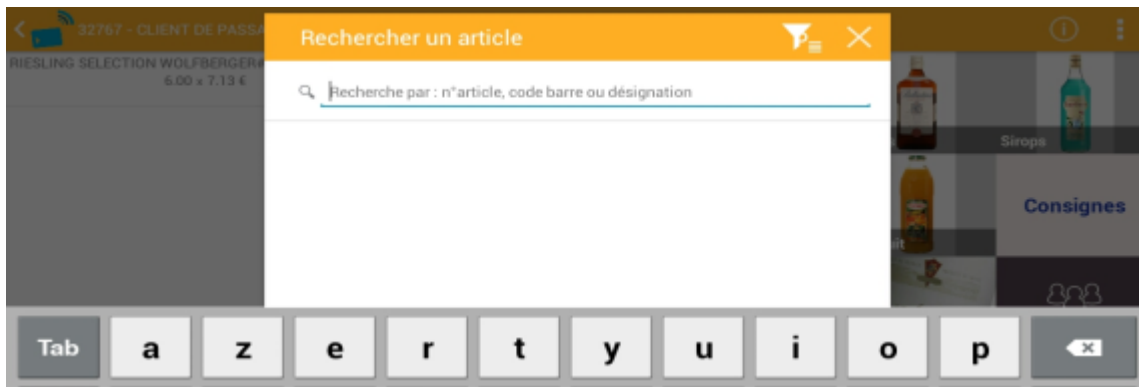 32767 - CLIENT DE PASSA
Rechercher un article
RIESLING SELECTION WOLFBERGER#
6.00 x 7.13 €
Recherche par : n°article, code barre ou désignation
Sirops
Consignes
it
Tab a z e r t y u i o p